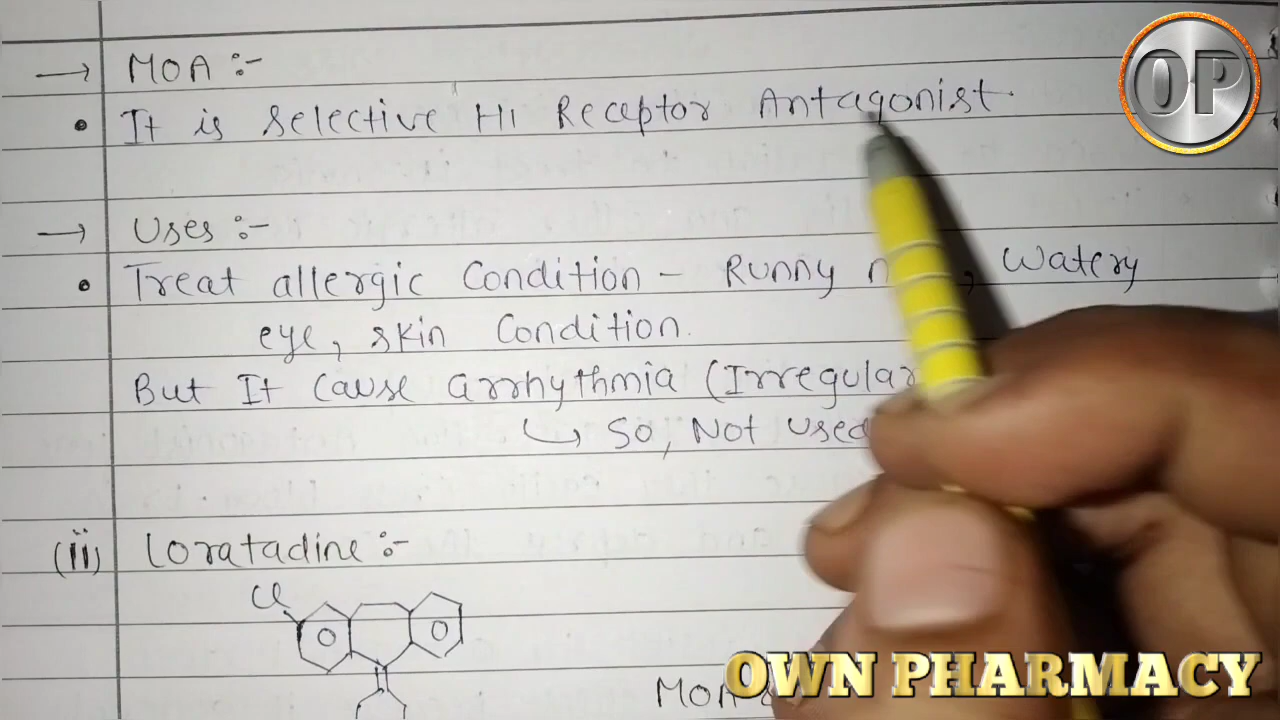 OP
→ MOA :-
• It is selective H1 Receptor Antagonist
→ Uses :-
• Treat allergic Condition - Runny n , Watery
eye, skin Condition.
But It Cause arrhythmia (Irregular
↳ So, Not used
(ii) Loratadine :-
Cl
MOA
OWN PHARMACY